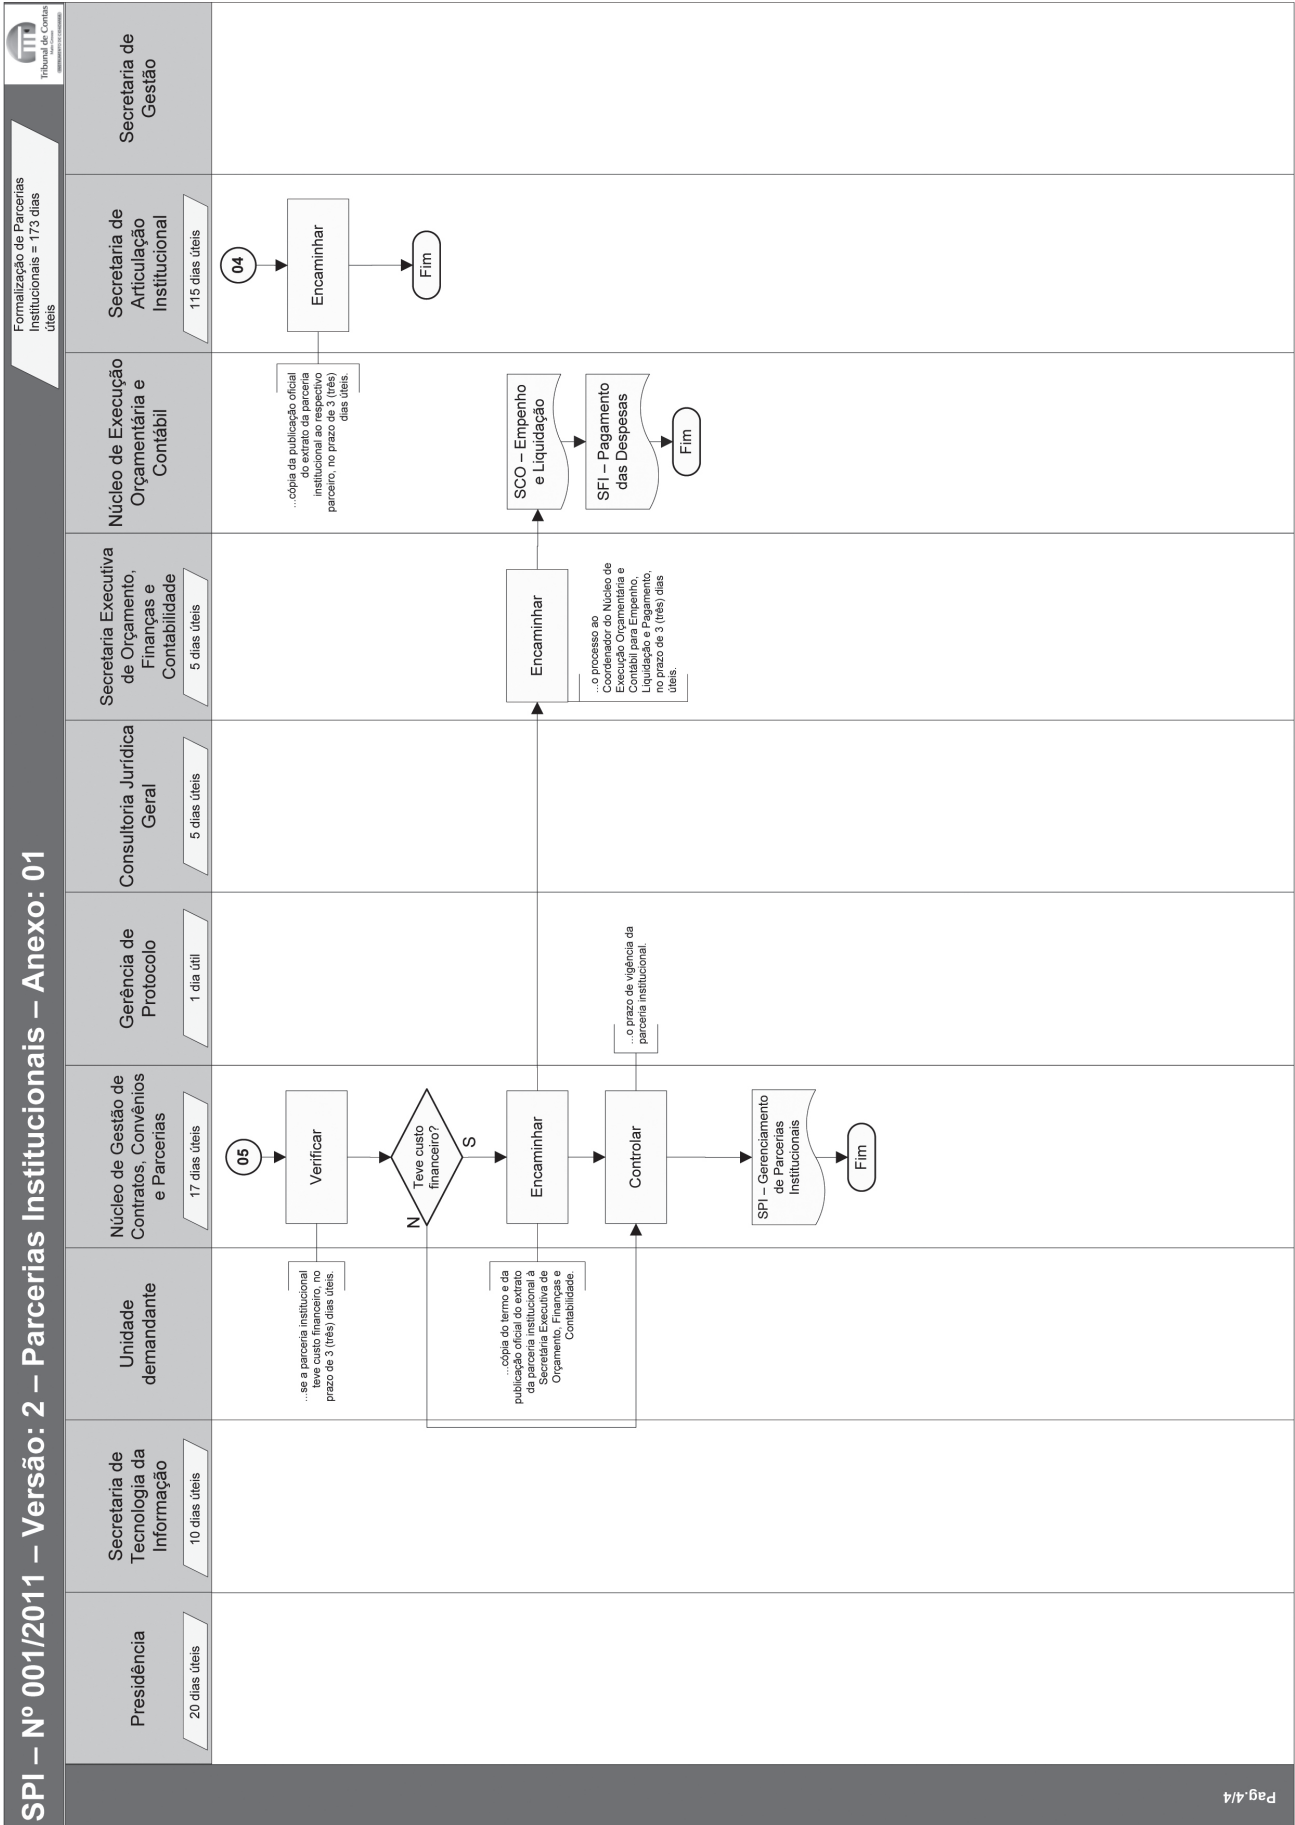 SPI – Nº 001/2011 – Versão: 2 – Parcerias Institucionais – Anexo: 01
Formalização de Parcerias
Institucionais = 173 dias
úteis
Tribunal de Contas
Mato Grosso
Presidência
20 dias úteis
Secretaria de
Tecnologia da
Informação
10 dias úteis
Unidade
demandante
Núcleo de Gestão de
Contratos, Convênios
e Parcerias
17 dias úteis
Gerência de
Protocolo
1 dia útil
Consultoria Jurídica
Geral
5 dias úteis
Secretaria Executiva
de Orçamento,
Finanças e
Contabilidade
5 dias úteis
Núcleo de Execução
Orçamentária e
Contábil
Secretaria de
Articulação
Institucional
115 dias úteis
Secretaria de
Gestão
05
Verificar
...se a parceria institucional
teve custo financeiro, no
prazo de 3 (três) dias úteis.
Teve custo
financeiro?
N
S
Encaminhar
...cópia do termo e da
publicação oficial do extrato
da parceria institucional à
Secretária Executiva de
Orçamento, Finanças e
Contabilidade.
Controlar
...o prazo de vigência da
parceria institucional.
SPI – Gerenciamento
de Parcerias
Institucionais
Fim
Encaminhar
...o processo ao
Coordenador do Núcleo de
Execução Orçamentária e
Contábil para Empenho,
Liquidação e Pagamento,
no prazo de 3 (três) dias
úteis.
SCO – Empenho
e Liquidação
SFI – Pagamento
das Despesas
Fim
04
Encaminhar
...cópia da publicação oficial
do extrato da parceria
institucional ao respectivo
parceiro, no prazo de 3 (três)
dias úteis.
Fim
Pag.4/4